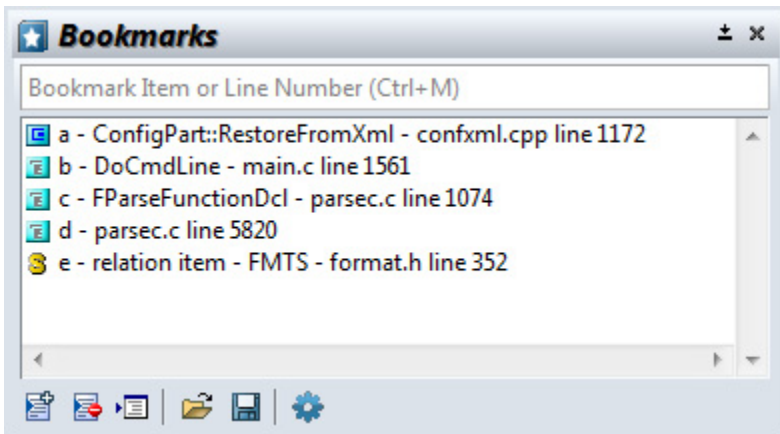 Bookmarks
Bookmark Item or Line Number (Ctrl+M)
a - ConfigPart::RestoreFromXml - confxml.cpp line 1172
b - DoCmdLine - main.c line 1561
c - FParseFunctionDcl - parsec.c line 1074
d - parsec.c line 5820
e - relation item - FMTS - format.h line 352